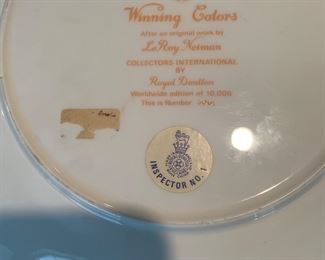 Winning Colors
After an original work by
LeRoy Neiman
COLLECTORS INTERNATIONAL
BY
Royal Doulton
Worldwide edition of 10,000
This is Number
INSPECTOR NO. 1